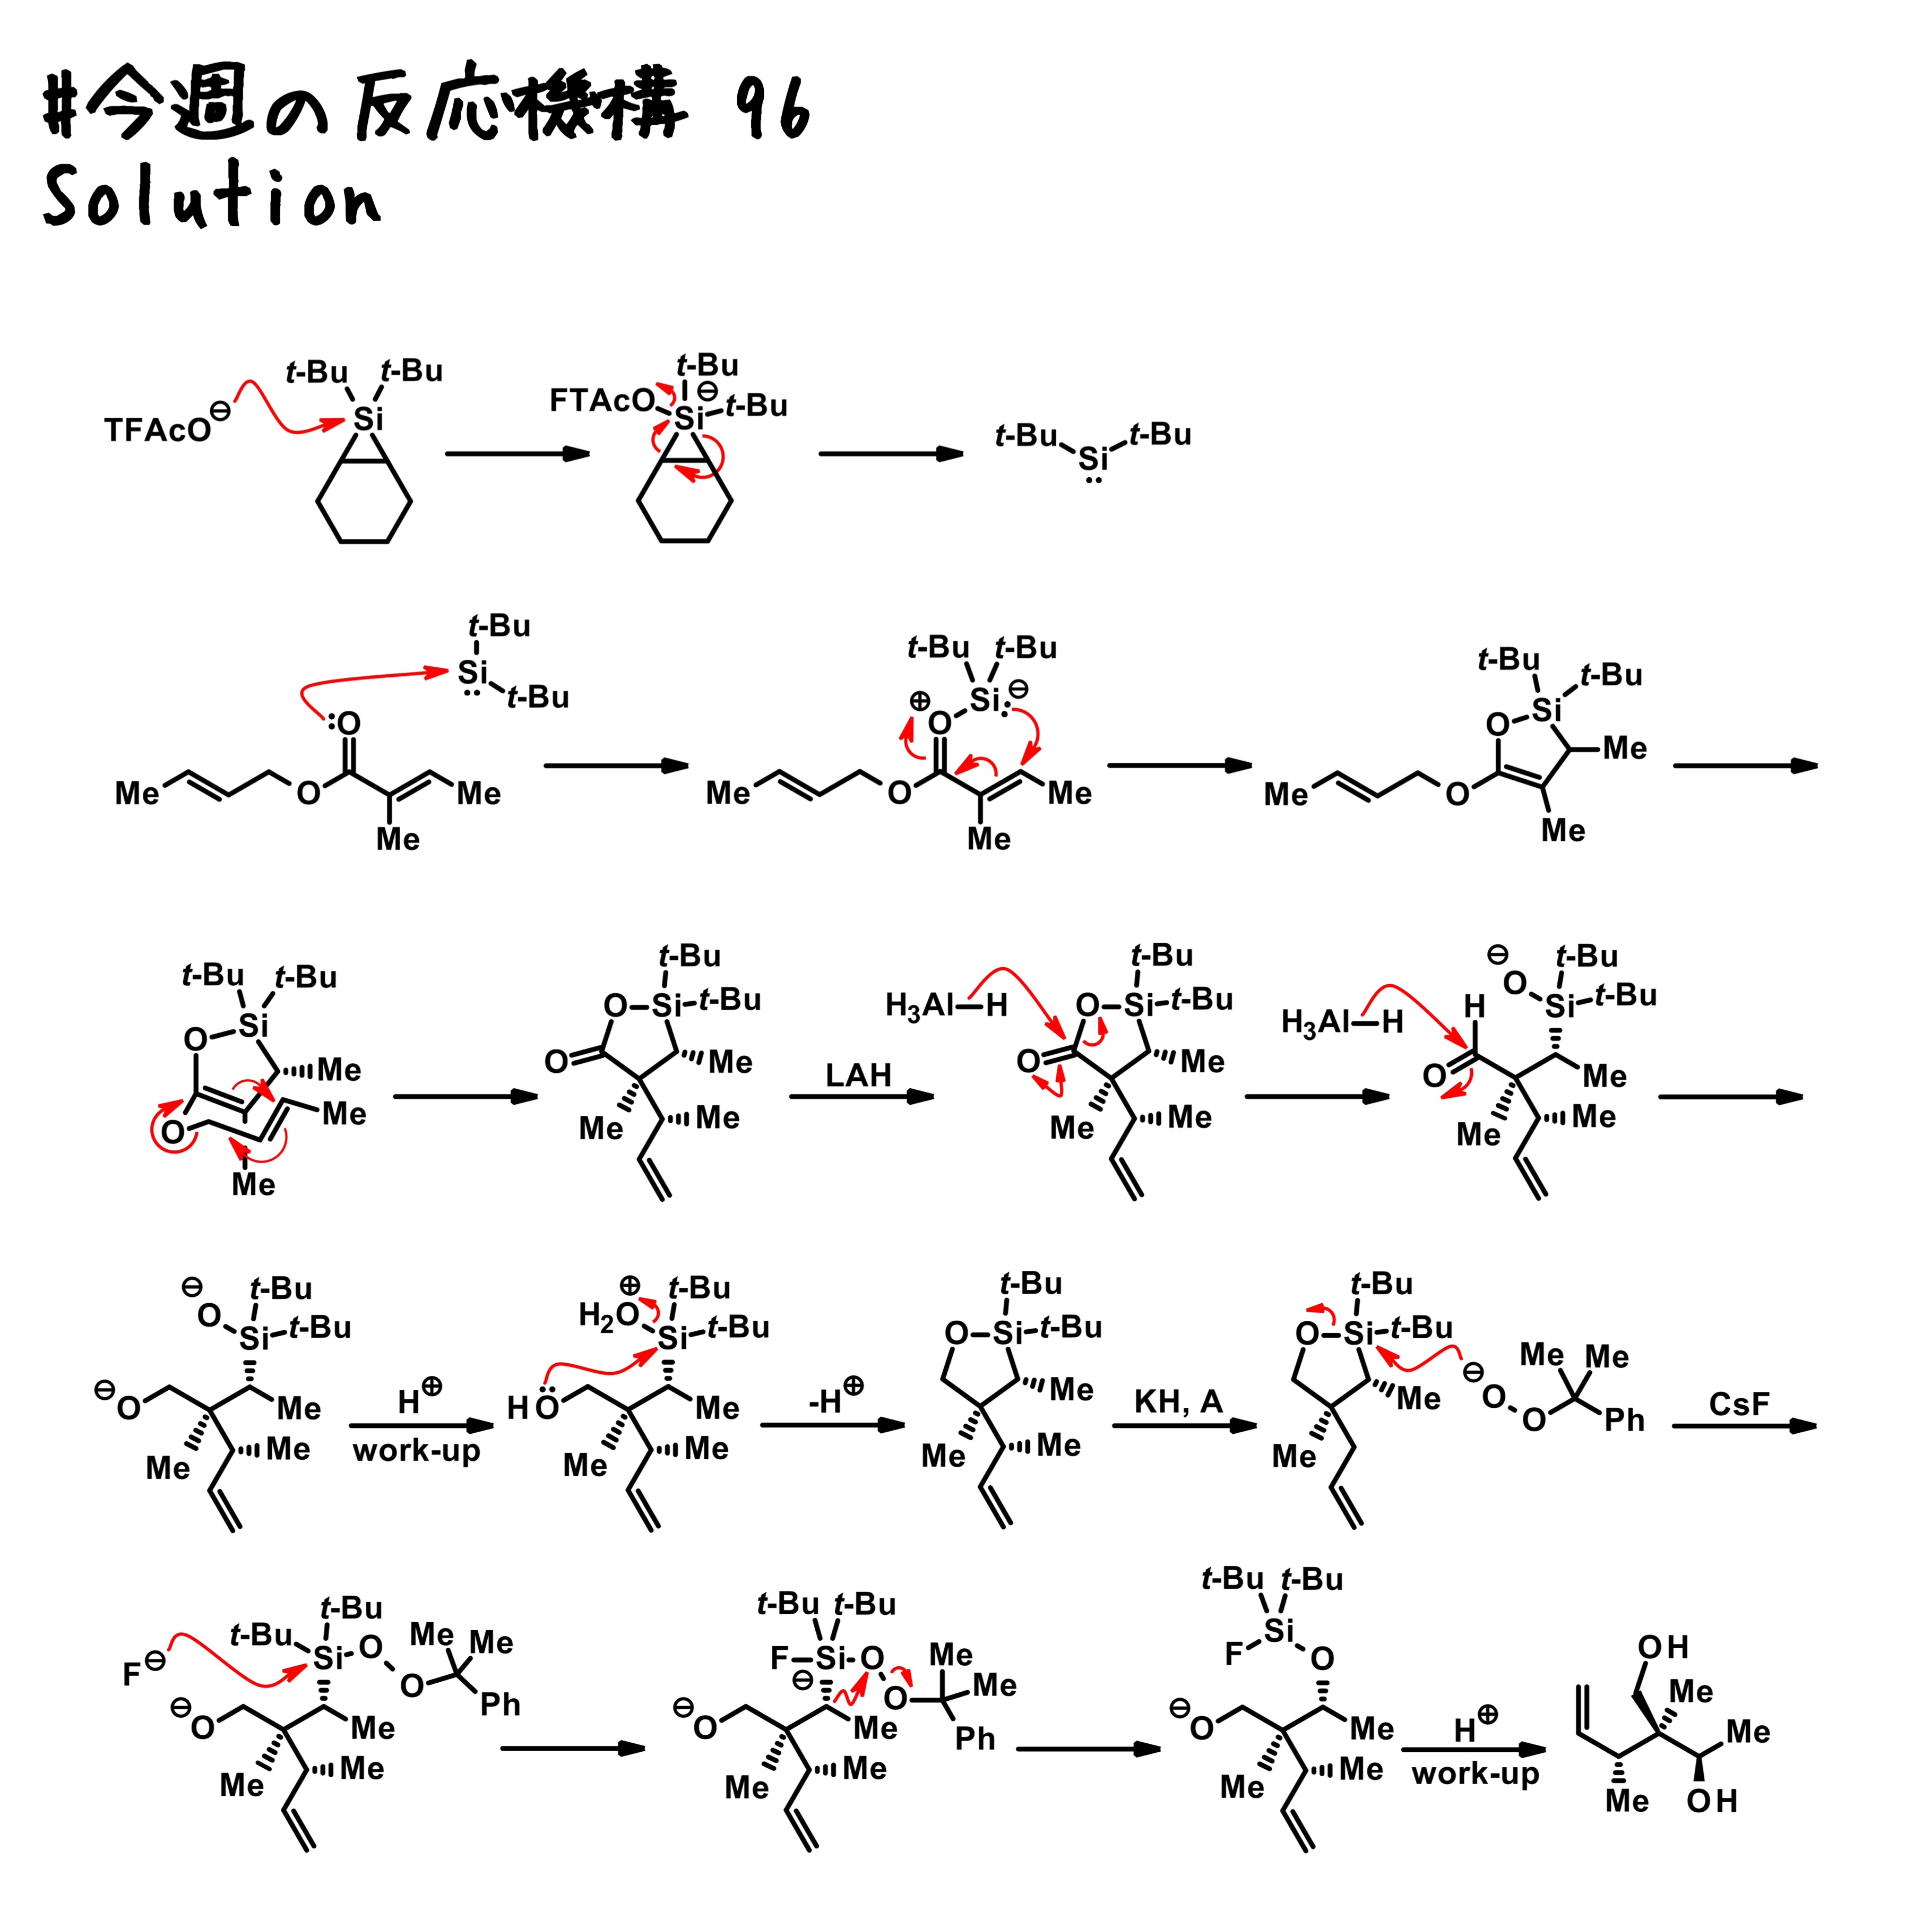 #今週の反応機構 96
Solution
t-Bu t-Bu
TFAcO⊖ Si
t-Bu
FTAcO Si ⊖ t-Bu
t-Bu Si t-Bu
t-Bu
Si
t-Bu
:O
Me O Me
Me
t-Bu t-Bu
⊕ Si ⊖
O
Me O Me
Me
t-Bu
t-Bu
O Si
Me
Me O
Me
t-Bu t-Bu
O Si
Me
Me
O
Me
t-Bu
O Si t-Bu
O Me
Me Me
LAH
H3Al H
t-Bu
O Si t-Bu
O Me
Me Me
H3Al H
⊖ t-Bu
O Si t-Bu
H
O Me
Me Me
⊖ t-Bu
O Si t-Bu
⊖
O Me
Me Me
H⊕
work-up
⊕ t-Bu
H2O Si t-Bu
HO Me
Me Me
-H⊕
t-Bu
O Si t-Bu
Me
Me Me
KH, A
t-Bu
O Si t-Bu
Me
Me
Me Me
⊖
O
O Ph
CsF
F⊖
t-Bu
t-Bu Si O
O Me Me
Ph
⊖
O Me
Me Me
t-Bu t-Bu
F Si O
⊖ O Me
Me
Ph
⊖
O Me
Me Me
t-Bu t-Bu
Si
F O
⊖
O Me
Me Me
H⊕
work-up
OH
Me
Me
Me OH